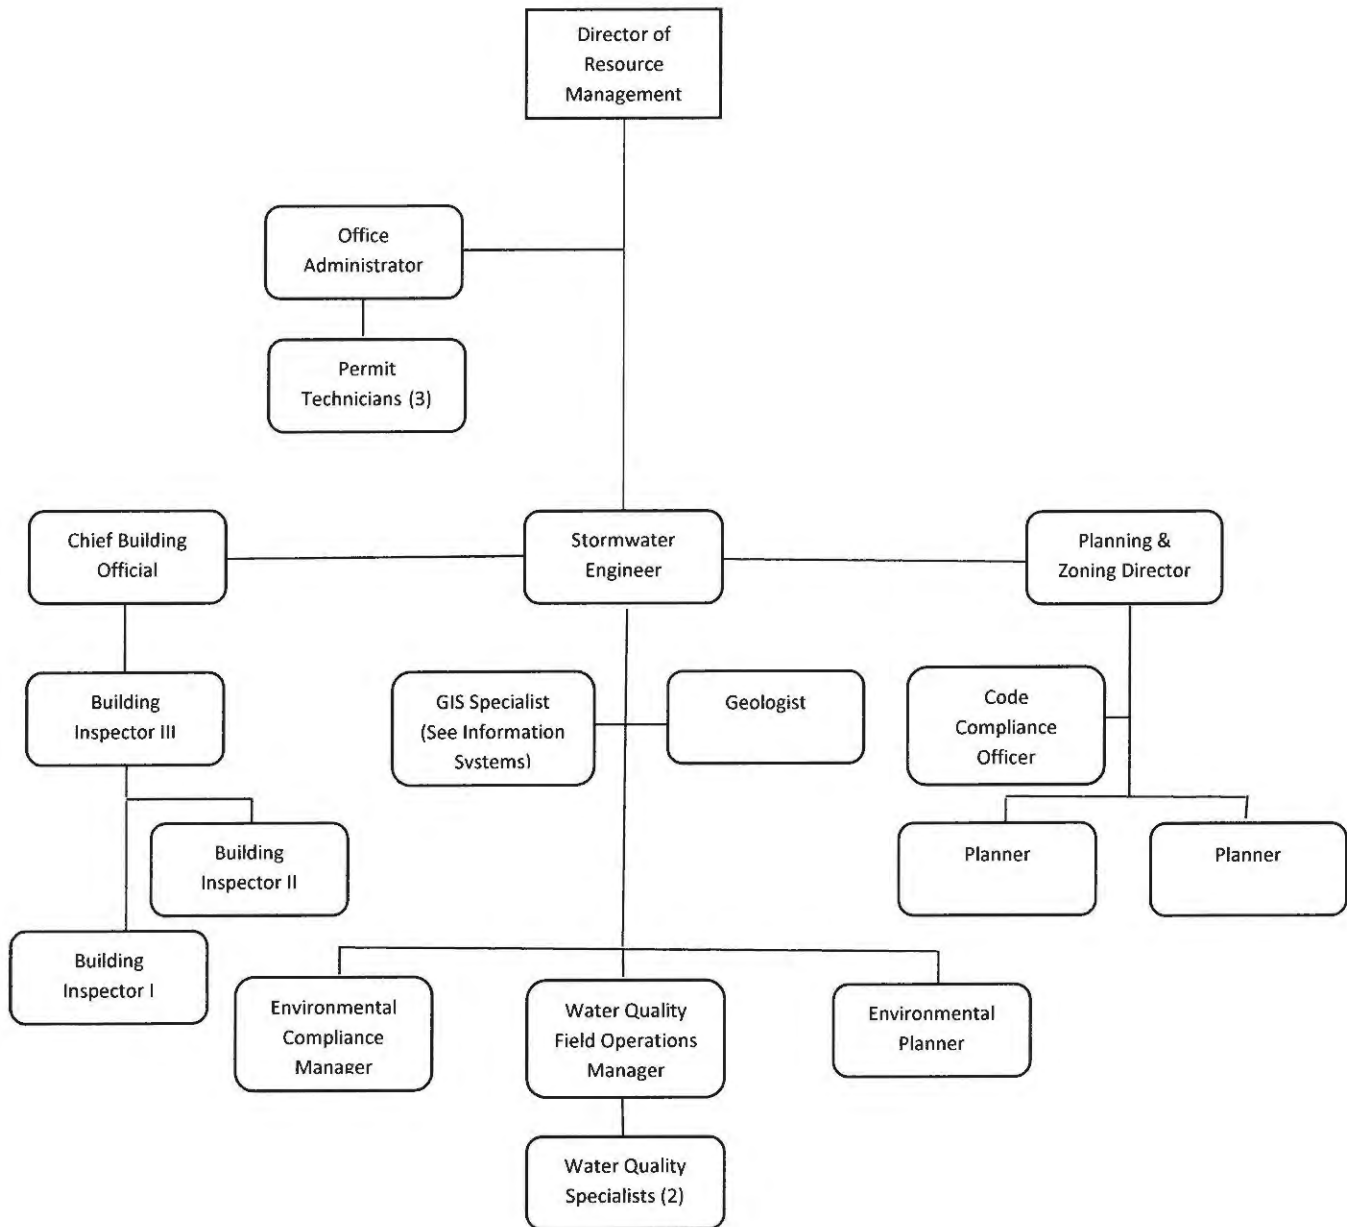 Director of
Resource
Management
Office
Administrator
Permit
Technicians (3)
Chief Building
Official
Stormwater
Engineer
Planning &
Zoning Director
Building
Inspector III
GIS Specialist
(See Information
Systems)
Geologist
Code
Compliance
Officer
Building
Inspector II
Planner
Planner
Building
Inspector I
Environmental
Compliance
Manager
Water Quality
Field Operations
Manager
Environmental
Planner
Water Quality
Specialists (2)